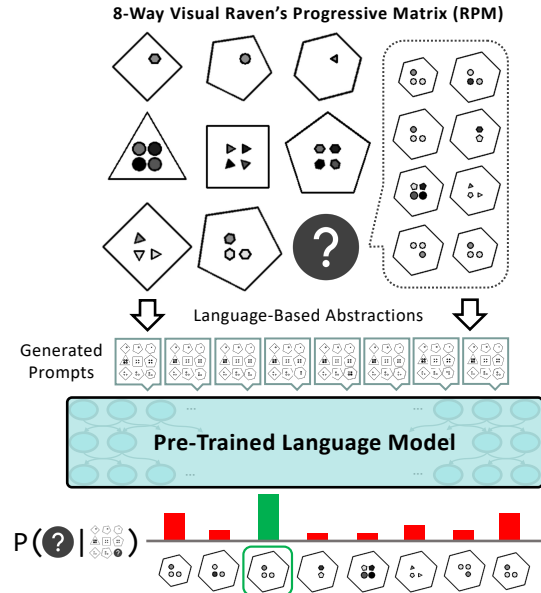 8-Way Visual Raven's Progressive Matrix (RPM)
?
Language-Based Abstractions
Generated
Prompts
... ...
Pre-Trained Language Model
... ...
P(?|?)